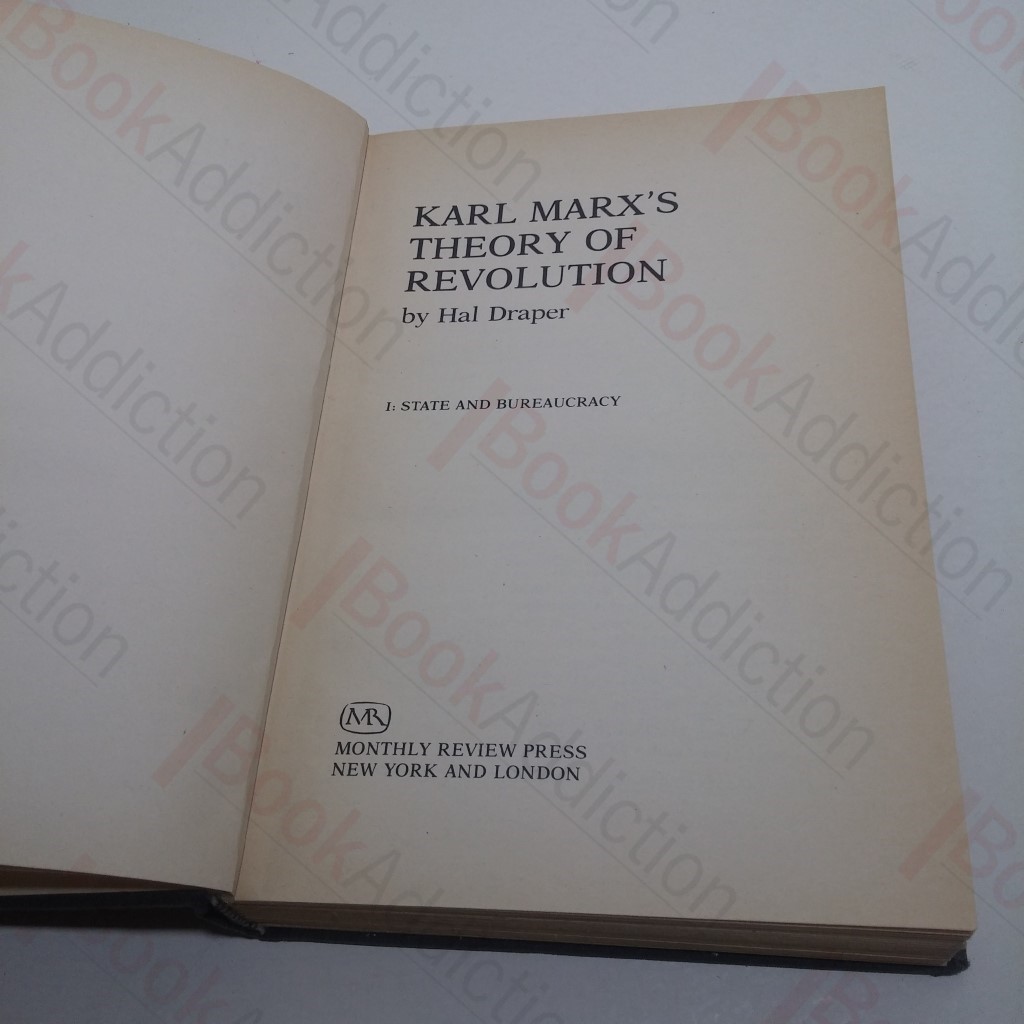 KARL MARX'S
THEORY OF
REVOLUTION
by Hal Draper
I: STATE AND BUREAUCRACY
MR
MONTHLY REVIEW PRESS
NEW YORK AND LONDON
BookAddiction